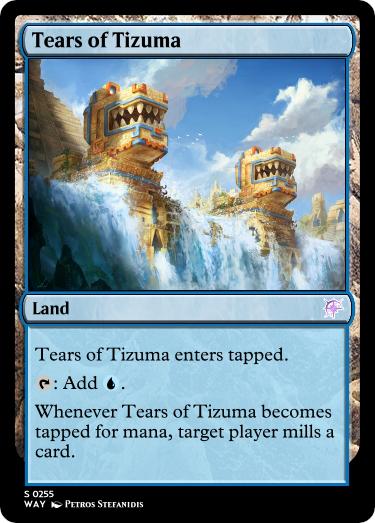 Tears of Tizuma
Land
Tears of Tizuma enters tapped.
: Add .
Whenever Tears of Tizuma becomes
tapped for mana, target player mills a
card.
S 0255
WAY Petros Stefanidis